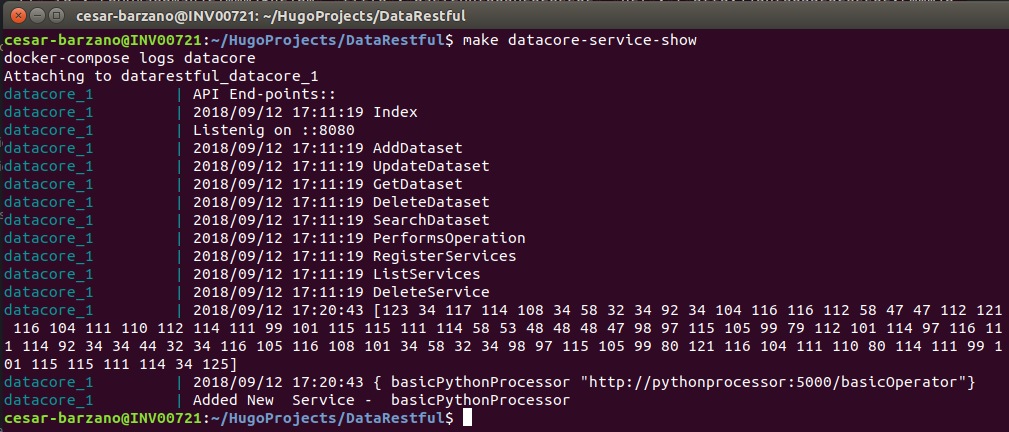 cesar-barzano@INV00721: ~/HugoProjects/DataRestful
cesar-barzano@INV00721:~/HugoProjects/DataRestful$ make datacore-service-show
docker-compose logs datacore
Attaching to datarestful_datacore_1
datacore_1 | API End-points::
datacore_1 | 2018/09/12 17:11:19 Index
datacore_1 | Listenig on ::8080
datacore_1 | 2018/09/12 17:11:19 AddDataset
datacore_1 | 2018/09/12 17:11:19 UpdateDataset
datacore_1 | 2018/09/12 17:11:19 GetDataset
datacore_1 | 2018/09/12 17:11:19 DeleteDataset
datacore_1 | 2018/09/12 17:11:19 SearchDataset
datacore_1 | 2018/09/12 17:11:19 PerformsOperation
datacore_1 | 2018/09/12 17:11:19 RegisterServices
datacore_1 | 2018/09/12 17:11:19 ListServices
datacore_1 | 2018/09/12 17:11:19 DeleteService
datacore_1 | 2018/09/12 17:20:43 [123 34 117 114 108 34 58 32 34 92 34 104 116 116 112 58 47 47 112 121
116 104 111 110 112 114 111 99 101 115 115 111 114 58 53 48 48 48 47 98 97 115 105 99 79 112 101 114 97 116 11
1 114 92 34 34 44 32 34 116 105 116 108 101 34 58 32 34 98 97 115 105 99 80 121 116 104 111 110 80 114 111 99 1
01 115 115 111 114 34 125]
datacore_1 | 2018/09/12 17:20:43 { basicPythonProcessor "http://pythonprocessor:5000/basicOperator"}
datacore_1 | Added New  Service -  basicPythonProcessor
cesar-barzano@INV00721:~/HugoProjects/DataRestful$